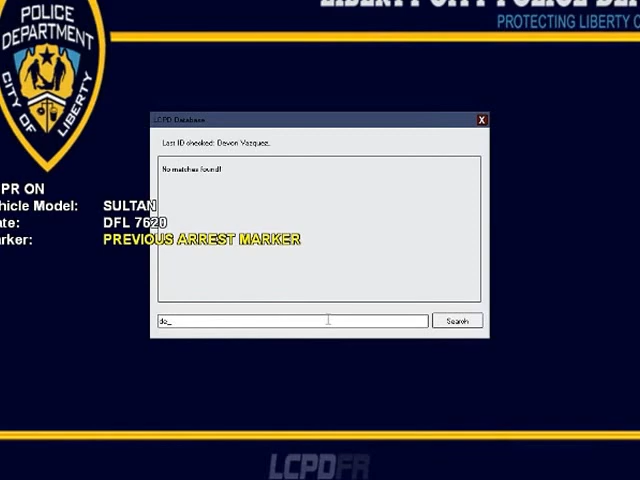 POLICE
DEPARTMENT
CITY OF LIBERTY
PROTECTING LIBERTY C
LCPD Database
X
Last ID checked: Devon Vazquez.
No matches found!
PR ON
hicle Model: SULTAN
ate: DFL 7620
arker: PREVIOUS ARREST MARKER
de_
Search
LCPDFR